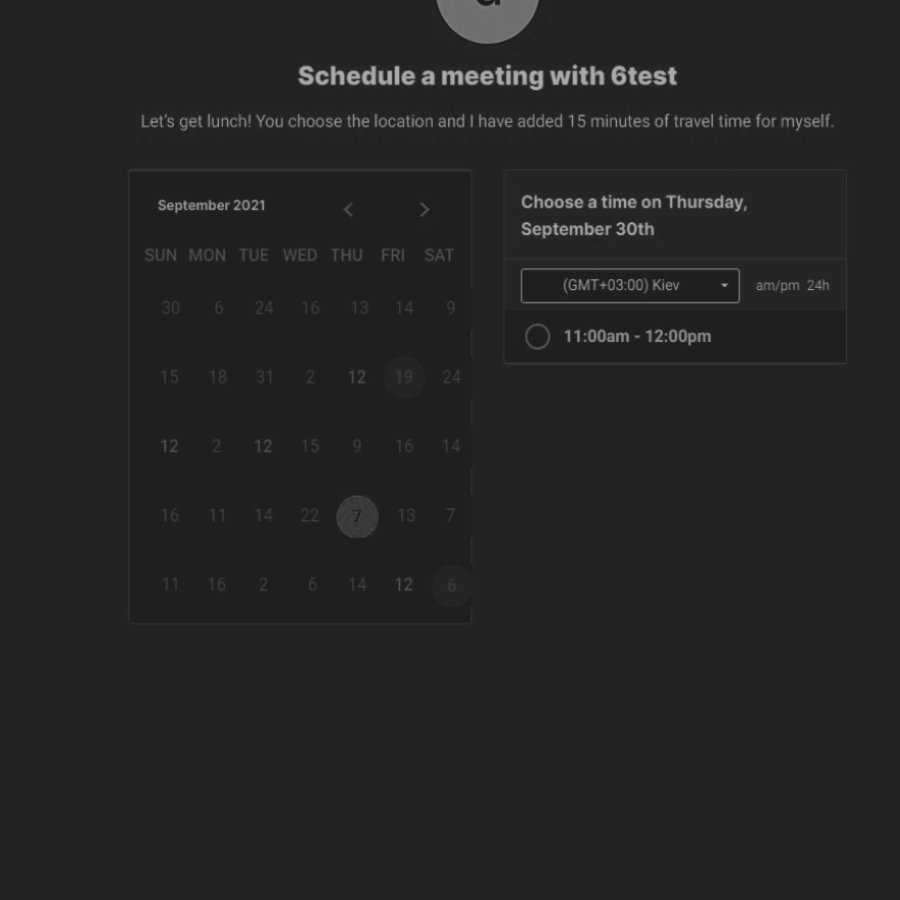 Schedule a meeting with 6test
Let's get lunch! You choose the location and I have added 15 minutes of travel time for myself.
September 2021
SUN MON TUE WED THU FRI SAT
30 6 24 16 13 14 9
15 18 31 2 12 19 24
12 2 12 15 9 16 14
16 11 14 22 7 13 7
11 16 2 6 14 12 6
Choose a time on Thursday,
September 30th
(GMT+03:00) Kiev am/pm 24h
11:00am - 12:00pm